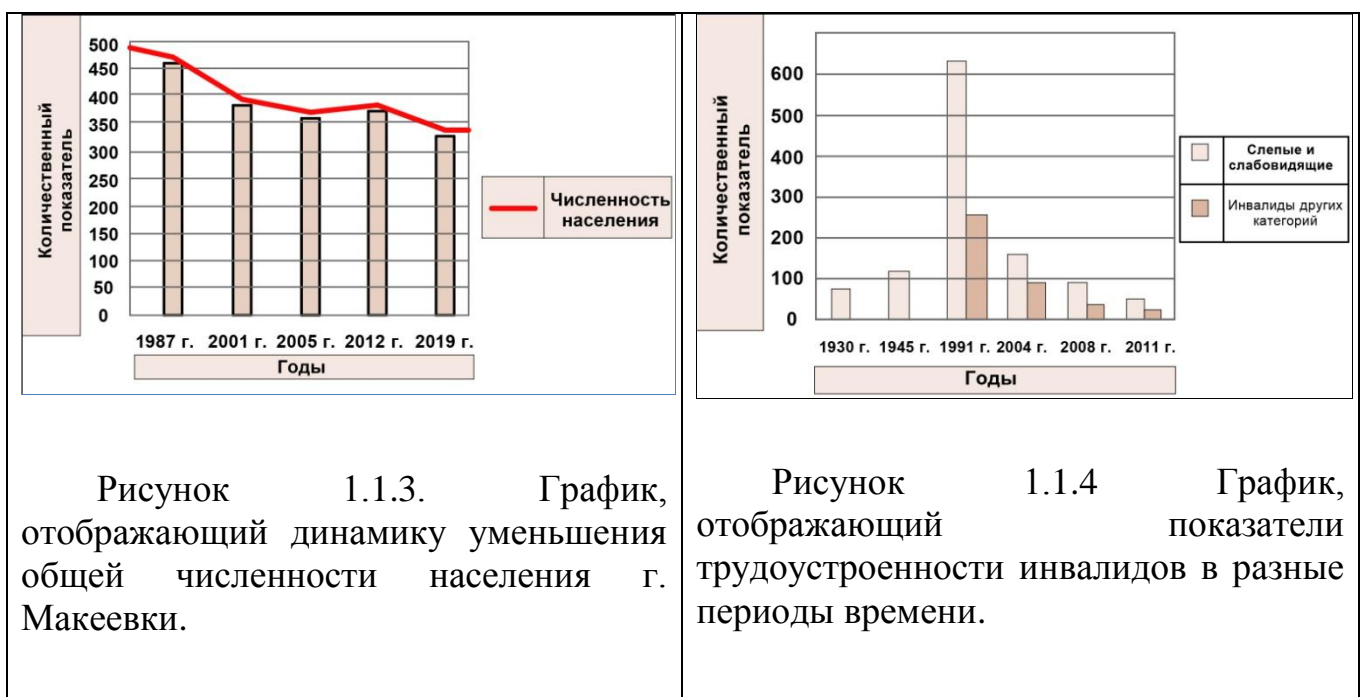 Количественный
показатель
500
450
400
350
300
250
200
150
100
50
0
1987 г. 2001 г. 2005 г. 2012 г. 2019 г.
Годы
Численность
населения
Рисунок 1.1.3. График,
отображающий динамику уменьшения
общей численности населения г.
Макеевки.
Количественный
показатель
600
500
400
300
200
100
0
1930 г. 1945 г. 1991 г. 2004 г. 2008 г. 2011 г.
Годы
Слепые и
слабовидящие
Инвалиды других
категорий
Рисунок 1.1.4 График,
отображающий показатели
трудоустроенности инвалидов в разные
периоды времени.